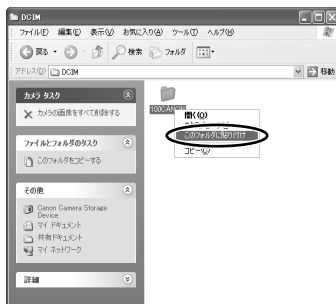 DCIM
ファイル(F) 編集(E) 表示(V) お気に入り(A) ツール(T) ヘルプ(H)
戻る 検索 フォルダ
アドレス(D) DCIM 移動
カメラ タスク
カメラの画像をすべて削除する
ファイルとフォルダのタスク
このフォルダをコピーする
その他
Canon Camera Storage
Device
マイ ドキュメント
共有ドキュメント
マイ ネットワーク
詳細
100CANON
開く(O)
このフォルダに貼り付け
コピー(C)